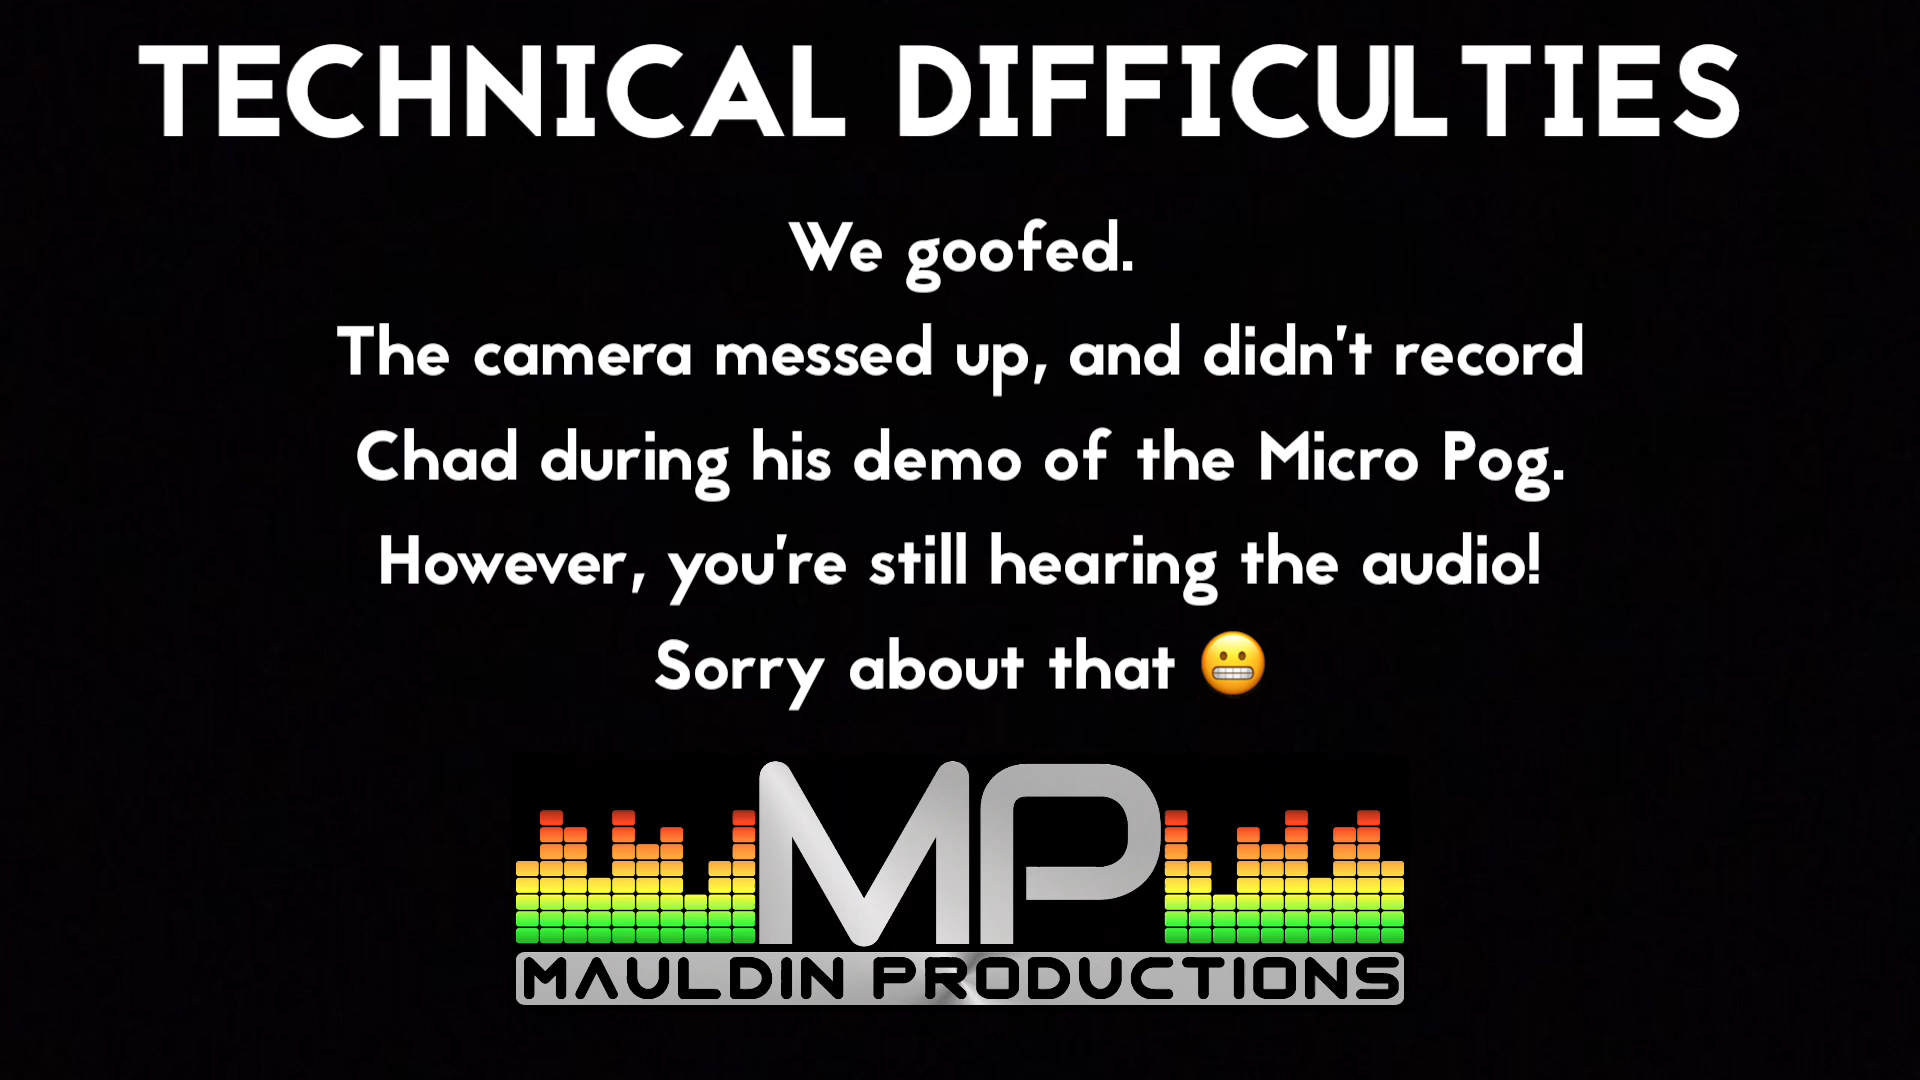 TECHNICAL DIFFICULTIES
We goofed.
The camera messed up, and didn't record
Chad during his demo of the Micro Pog.
However, you're still hearing the audio!
Sorry about that 😬
MP
MAULDIN PRODUCTIONS